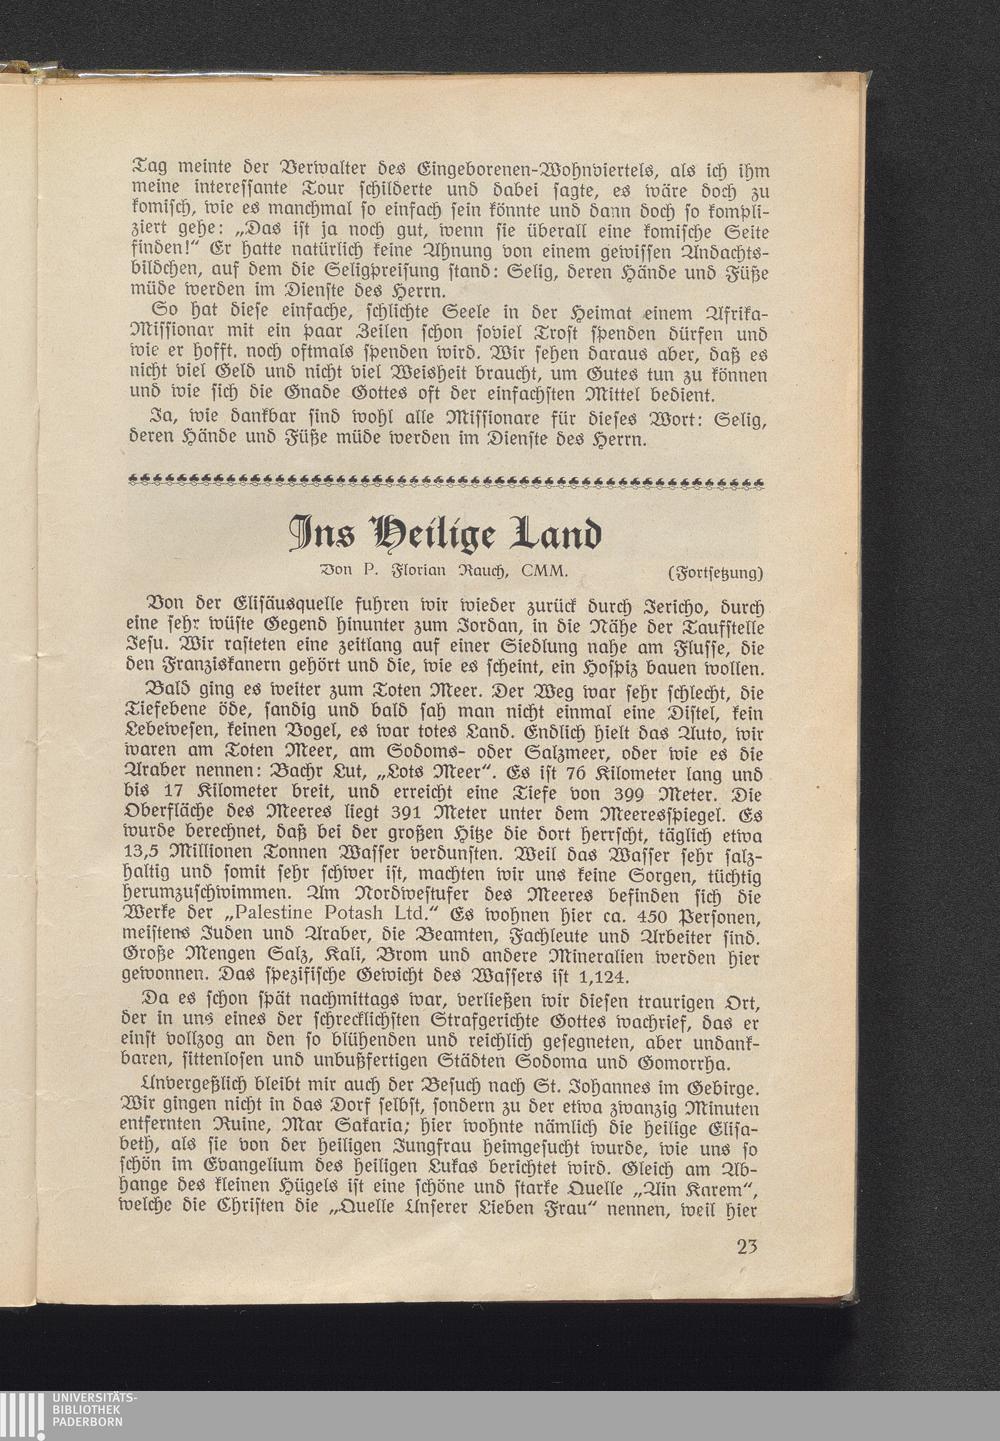 Tag meinte der Verwalter des Eingeborenen-Wohnviertels, als ich ihm
meine interessante Tour schilderte und dabei sagte, es wäre doch zu
komisch, wie es manchmal so einfach sein könnte und dann doch so kompli-
ziert gehe: „Das ist ja noch gut, wenn sie überall eine komische Seite
finden!“ Er hatte natürlich keine Ahnung von einem gewissen Andachts-
bildchen, auf dem die Seligpreisung stand: Selig, deren Hände und Füße
müde werden im Dienste des Herrn.
So hat diese einfache, schlichte Seele in der Heimat einem Afrika-
Missionar mit ein paar Zeilen schon soviel Trost spenden dürfen und
wie er hofft, noch oftmals spenden wird. Wir sehen daraus aber, daß es
nicht viel Geld und nicht viel Weisheit braucht, um Gutes tun zu können
und wie sich die Gnade Gottes oft der einfachsten Mittel bedient.
Ja, wie dankbar sind wohl alle Missionare für dieses Wort: Selig,
deren Hände und Füße müde werden im Dienste des Herrn.
Ins Heilige Land
Von P. Florian Rauch, CMM. (Fortsetzung)
Von der Elisäusquelle fuhren wir wieder zurück durch Jericho, durch
eine sehr wüste Gegend hinunter zum Jordan, in die Nähe der Taufstelle
Jesu. Wir rasteten eine zeitlang auf einer Siedlung nahe am Flusse, die
den Franziskanern gehört und die, wie es scheint, ein Hospiz bauen wollen.
Bald ging es weiter zum Toten Meer. Der Weg war sehr schlecht, die
Tiefebene öde, sandig und bald sah man nicht einmal eine Distel, kein
Lebewesen, keinen Vogel, es war totes Land. Endlich hielt das Auto, wir
waren am Toten Meer, am Sodoms- oder Salzmeer, oder wie es die
Araber nennen: Bachr Lut, „Lots Meer“. Es ist 76 Kilometer lang und
bis 17 Kilometer breit, und erreicht eine Tiefe von 399 Meter. Die
Oberfläche des Meeres liegt 391 Meter unter dem Meeresspiegel. Es
wurde berechnet, daß bei der großen Hitze die dort herrscht, täglich etwa
13,5 Millionen Tonnen Wasser verdunsten. Weil das Wasser sehr salz-
haltig und somit sehr schwer ist, machten wir uns keine Sorgen, tüchtig
herumzuschwimmen. Am Nordwestufer des Meeres befinden sich die
Werke der „Palestine Potash Ltd.“ Es wohnen hier ca. 450 Personen,
meistens Juden und Araber, die Beamten, Fachleute und Arbeiter sind.
Große Mengen Salz, Kali, Brom und andere Mineralien werden hier
gewonnen. Das spezifische Gewicht des Wassers ist 1,124.
Da es schon spät nachmittags war, verließen wir diesen traurigen Ort,
der in uns eines der schrecklichsten Strafgerichte Gottes wachrief, das er
einst vollzog an den so blühenden und reichlich gesegneten, aber undank-
baren, sittenlosen und unbußfertigen Städten Sodoma und Gomorrha.
Unvergeßlich bleibt mir auch der Besuch nach St. Johannes im Gebirge.
Wir gingen nicht in das Dorf selbst, sondern zu der etwa zwanzig Minuten
entfernten Ruine, Mar Sakaria; hier wohnte nämlich die heilige Elisa-
beth, als sie von der heiligen Jungfrau heimgesucht wurde, wie uns so
schön im Evangelium des heiligen Lukas berichtet wird. Gleich am Ab-
hange des kleinen Hügels ist eine schöne und starke Quelle „Ain Karem“,
welche die Christen die „Quelle Unserer Lieben Frau“ nennen, weil hier
23
UNIVERSITÄTS-
BIBLIOTHEK
PADERBORN